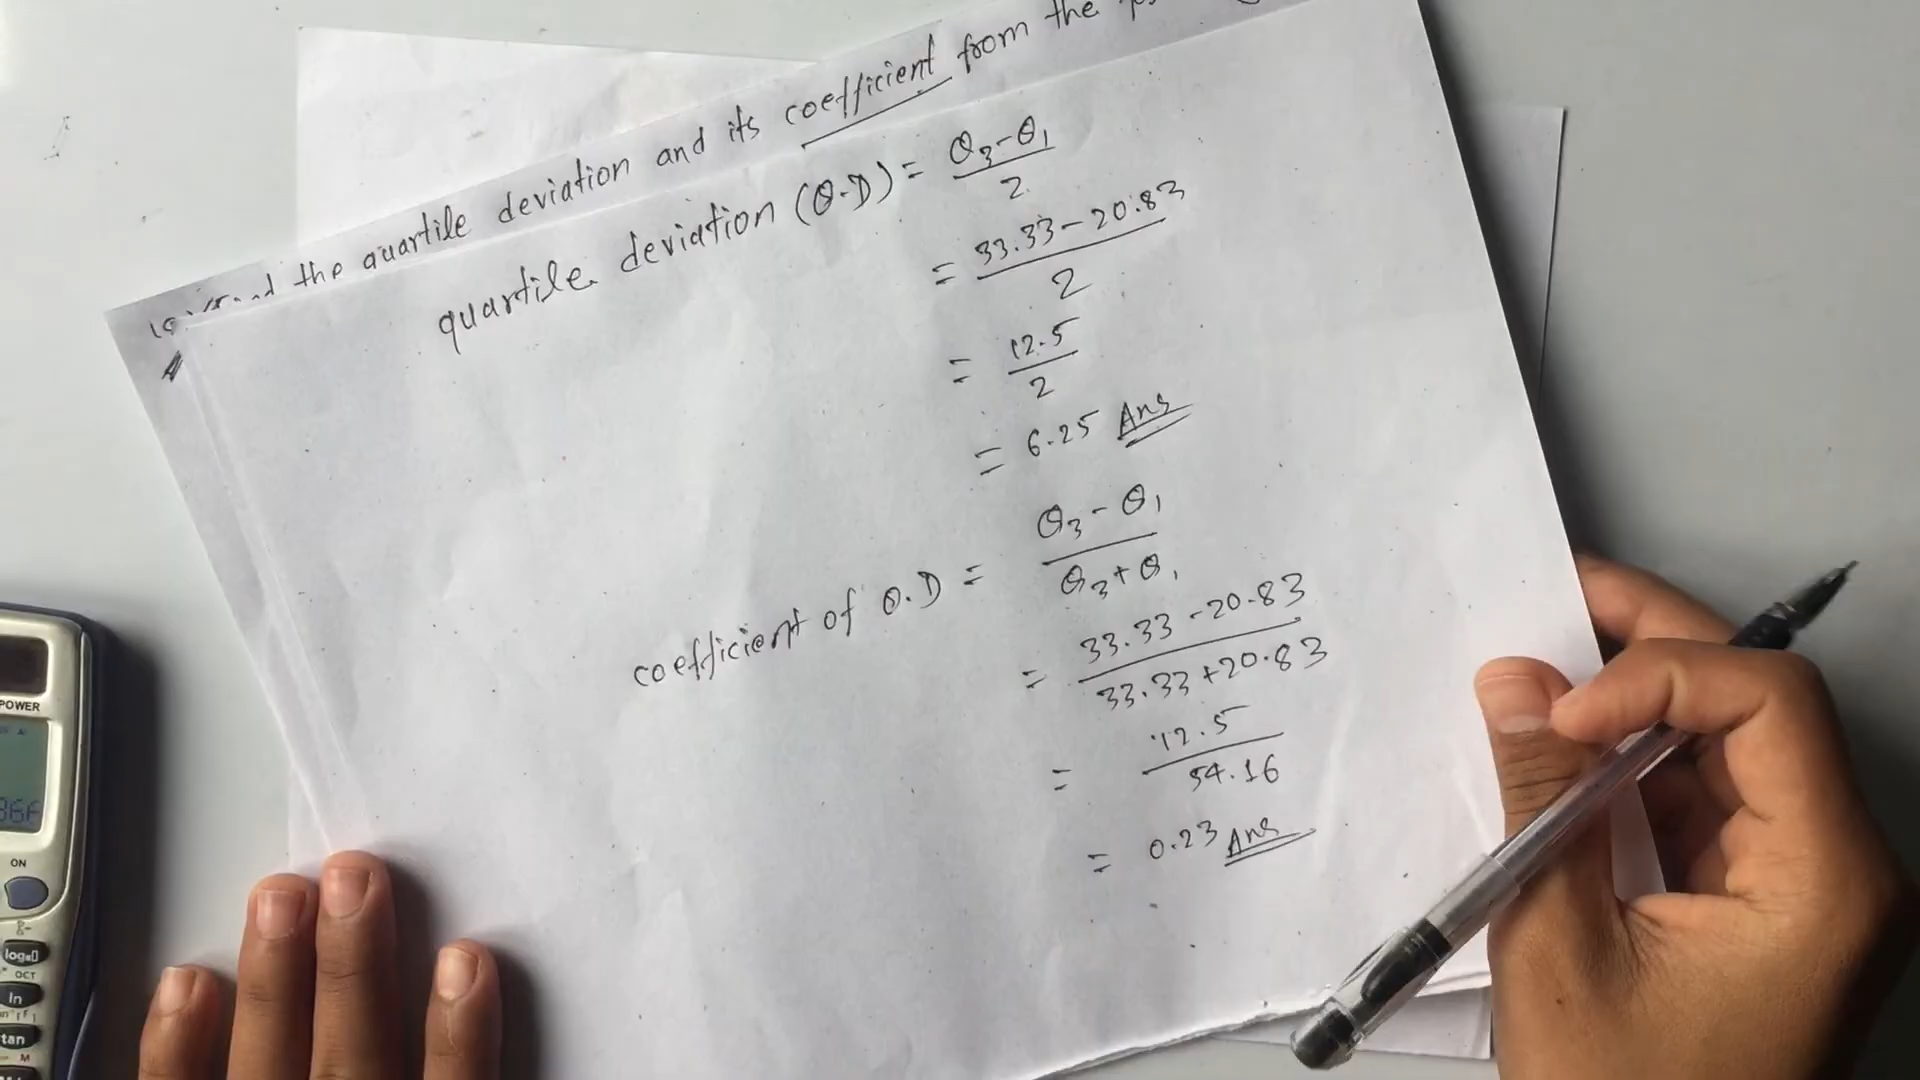 the quartile deviation and its coefficient from the
quartile deviation (Q.D) = Q₃-Q₁/2
= 33.33-20.83/2
= 12.5/2
= 6.25 Ans
coefficient of Q.D = Q₃-Q₁/Q₃+Q₁
= 33.33-20.83/33.33+20.83
= 12.5/54.16
= 0.23 Ans
POWER
ON
log
OCT
ln
tan
M